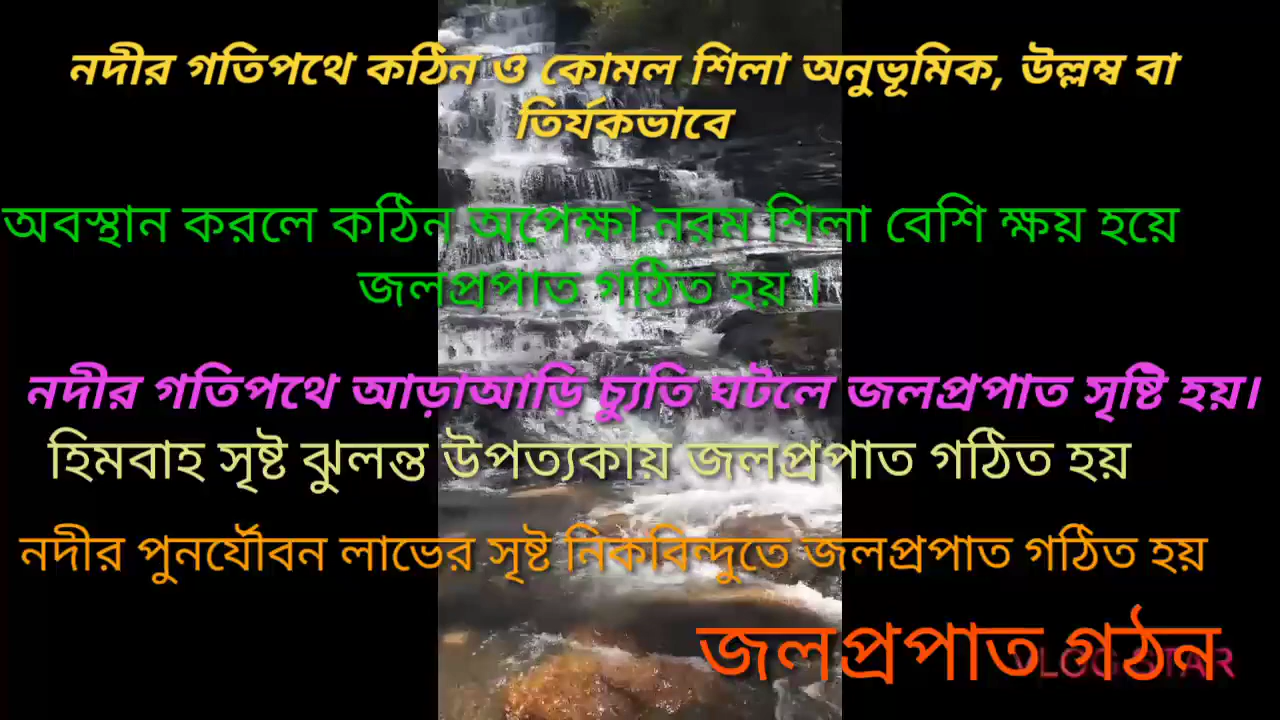 নদীর গতিপথে কঠিন ও কোমল শিলা অনুভূমিক, উল্লম্ব বা
তির্যকভাবে
অবস্থান করলে কঠিন অপেক্ষা নরম শিলা বেশি ক্ষয় হয়ে
জলপ্রপাত গঠিত হয় ।
নদীর গতিপথে আড়াআড়ি চ্যুতি ঘটলে জলপ্রপাত সৃষ্টি হয়।
হিমবাহ সৃষ্ট ঝুলন্ত উপত্যকায় জলপ্রপাত গঠিত হয়
নদীর পুনর্যৌবন লাভের সৃষ্ট নিকবিন্দুতে জলপ্রপাত গঠিত হয়
জলপ্রপাত গঠন
VLOG STAR